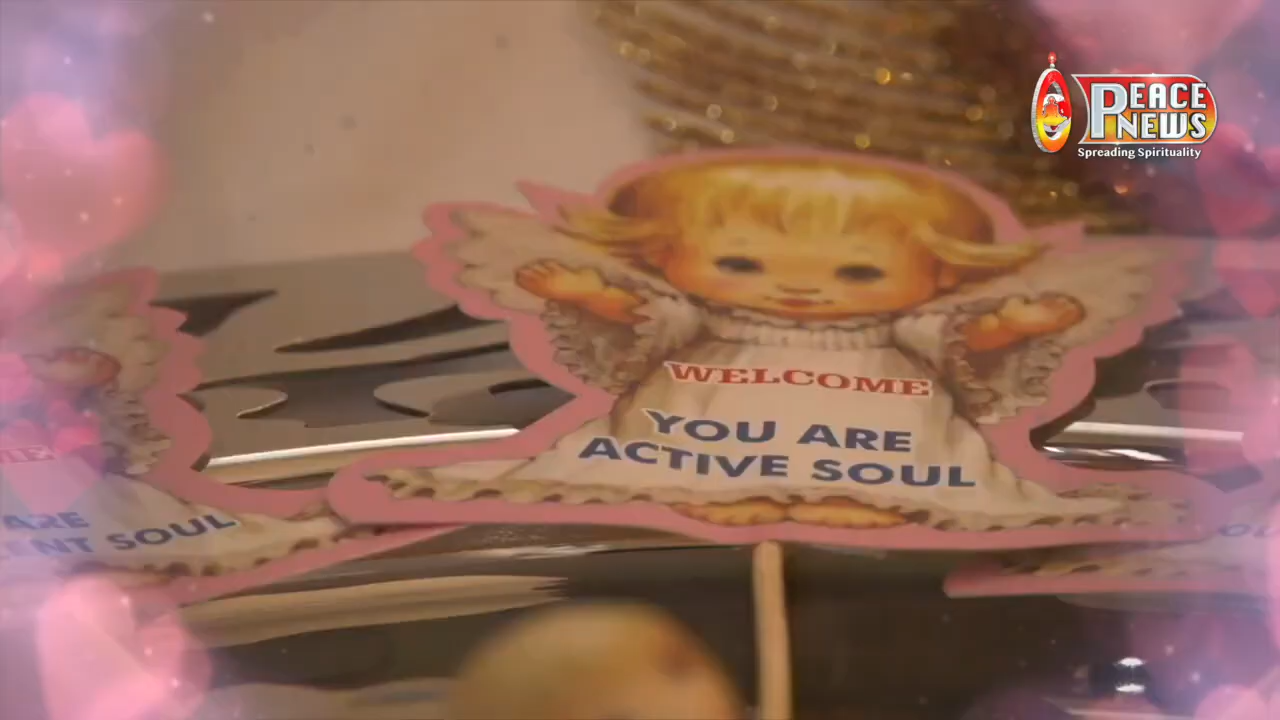 PEACE
NEWS
Spreading Spirituality
WELCOME
YOU ARE
ACTIVE SOUL
ARE
SOUL